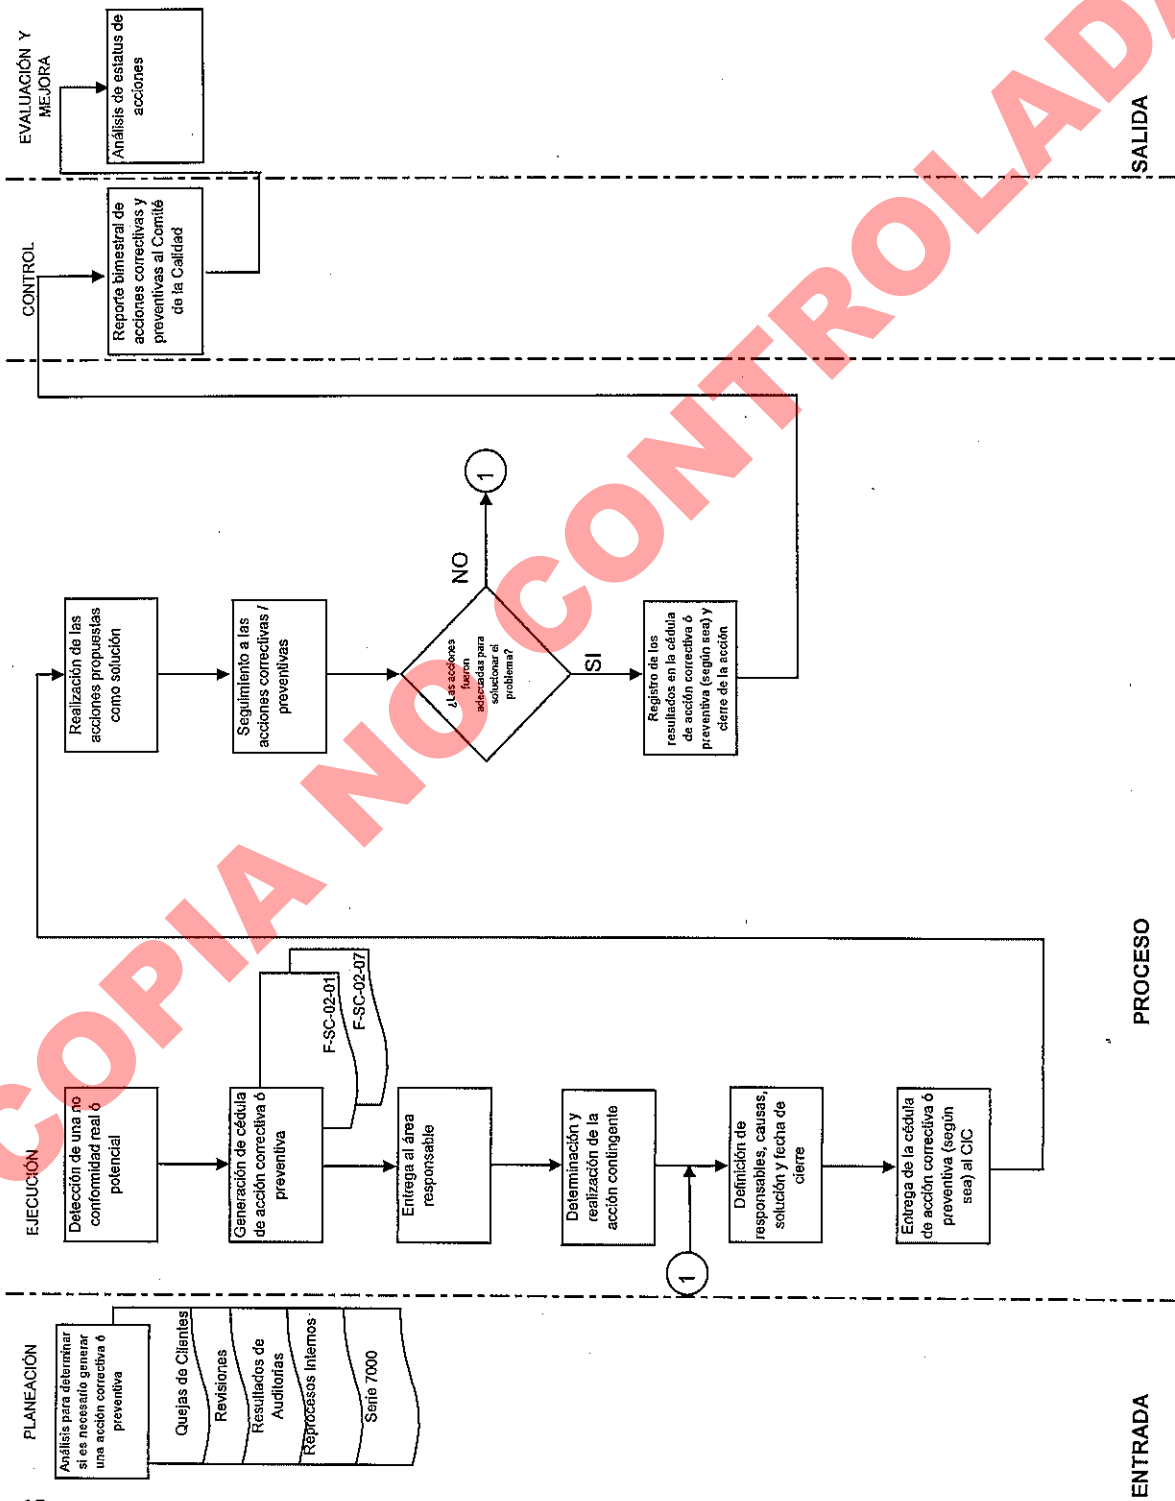 PLANEACIÓN
Análisis para determinar
si es necesario generar
una acción correctiva ó
preventiva
Quejas de Clientes
Revisiones
Resultados de
Auditorias
Reprocesos Internos
Serie 7000
EJECUCIÓN
Detección de una no
conformidad real ó
potencial
Generación de cédula
de acción correctiva ó
preventiva
F-SC-02-01
F-SC-02-07
Entrega al área
responsable
Determinación y
realización de la
acción contingente
1
Definición de
responsables, causas,
solución y fecha de
cierre
Entrega de la cédula
de acción correctiva ó
preventiva (según
sea) al CIC
Realización de las
acciones propuestas
como solución
Seguimiento a las
acciones correctivas /
preventivas
¿Las acciones
fueron
adecuadas para
solucionar el
problema?
NO
1
SI
Registro de los
resultados en la cédula
de acción correctiva ó
preventiva (según sea) y
cierre de la acción
CONTROL
Reporte bimestral de
acciones correctivas y
preventivas al Comité
de la Calidad
EVALUACIÓN Y
MEJORA
Análisis de estatus de
acciones
ENTRADA
PROCESO
SALIDA
COPIA NO CONTROLADA